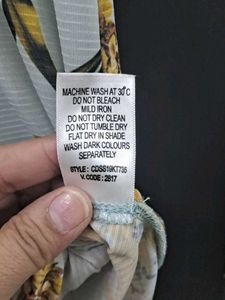 MACHINE WASH AT 30°C
DO NOT BLEACH
MILD IRON
DO NOT DRY CLEAN
DO NOT TUMBLE DRY
FLAT DRY IN SHADE
WASH DARK COLOURS
SEPARATELY
STYLE : CDSS19KT735
V. CODE : 2817